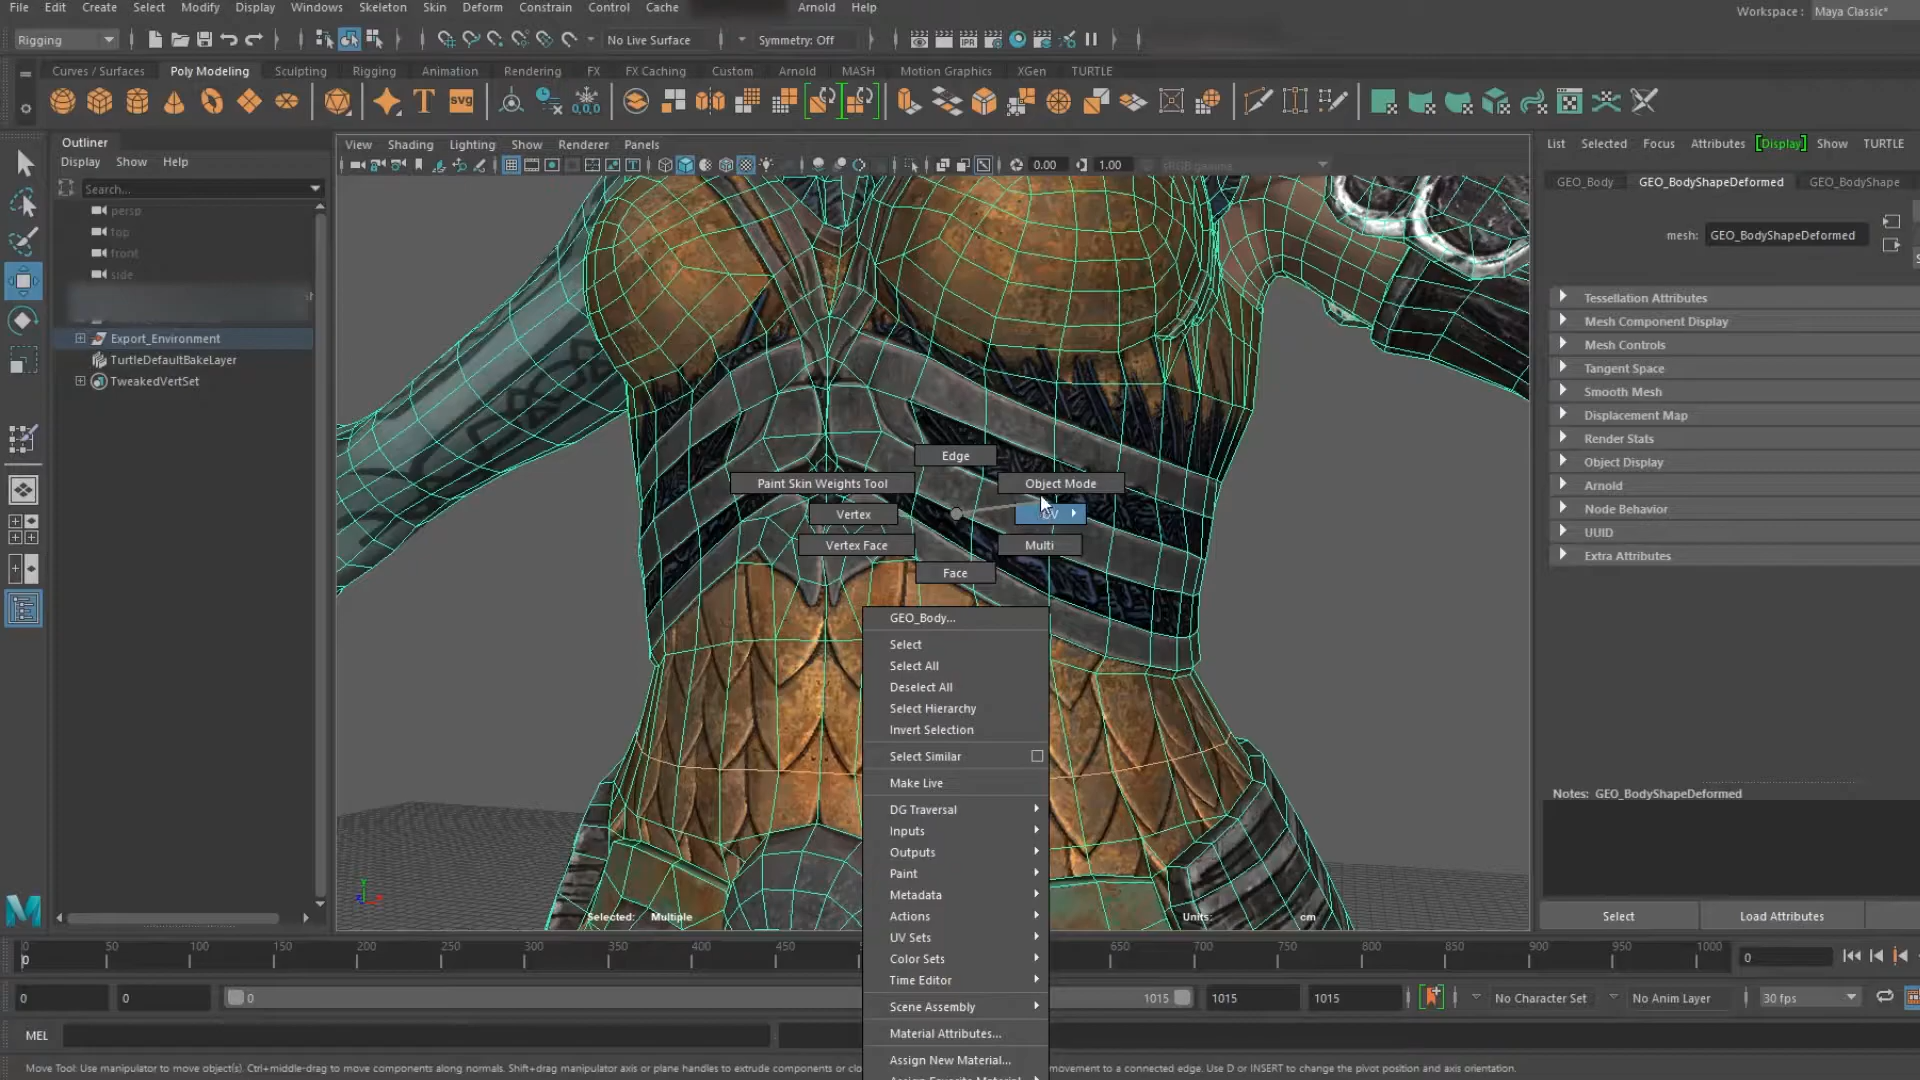 File Edit Create Select Modify Display Windows Skeleton Skin Deform Constrain Control Cache Arnold Help
Workspace : Maya Classic*
Rigging No Live Surface Symmetry: Off
Curves / Surfaces Poly Modeling Sculpting Rigging Animation Rendering FX FX Caching Custom Arnold MASH Motion Graphics XGen TURTLE
T svg 0,0,0 IPR
Outliner
Display Show Help
Search...
persp
top
front
side
Export_Environment
TurtleDefaultBakeLayer
TweakedVertSet
View Shading Lighting Show Renderer Panels
0.00 1.00
Edge
Paint Skin Weights Tool Object Mode
Vertex UV
Vertex Face Multi
Face
GEO_Body...
Select
Select All
Deselect All
Select Hierarchy
Invert Selection
Select Similar
Make Live
DG Traversal
Inputs
Outputs
Paint
Metadata
Actions
UV Sets
Color Sets
Time Editor
Scene Assembly
Material Attributes...
Assign New Material...
Selected: Multiple Units: cm
List Selected Focus Attributes Display Show TURTLE
GEO_Body GEO_BodyShapeDeformed GEO_BodyShape
mesh: GEO_BodyShapeDeformed
Tessellation Attributes
Mesh Component Display
Mesh Controls
Tangent Space
Smooth Mesh
Displacement Map
Render Stats
Object Display
Arnold
Node Behavior
UUID
Extra Attributes
Notes: GEO_BodyShapeDeformed
Select Load Attributes
0 50 100 150 200 250 300 350 400 450 650 700 750 800 850 900 950 1000
0 0
0 0 0 1015 1015 1015 No Character Set No Anim Layer 30 fps
MEL
Move Tool: Use manipulator to move object(s). Ctrl+middle-drag to move components along normals. Shift+drag manipulator axis or plane handles to extrude components or clo movement to a connected edge. Use D or INSERT to change the pivot position and axis orientation.